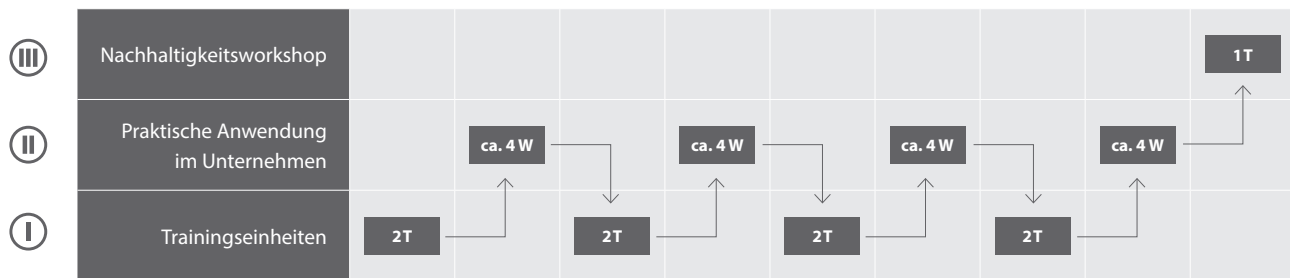 III
Nachhaltigkeitsworkshop
1T
II
Praktische Anwendung
im Unternehmen
ca. 4 W
ca. 4 W
ca. 4 W
ca. 4 W
I
Trainingseinheiten
2T
2T
2T
2T